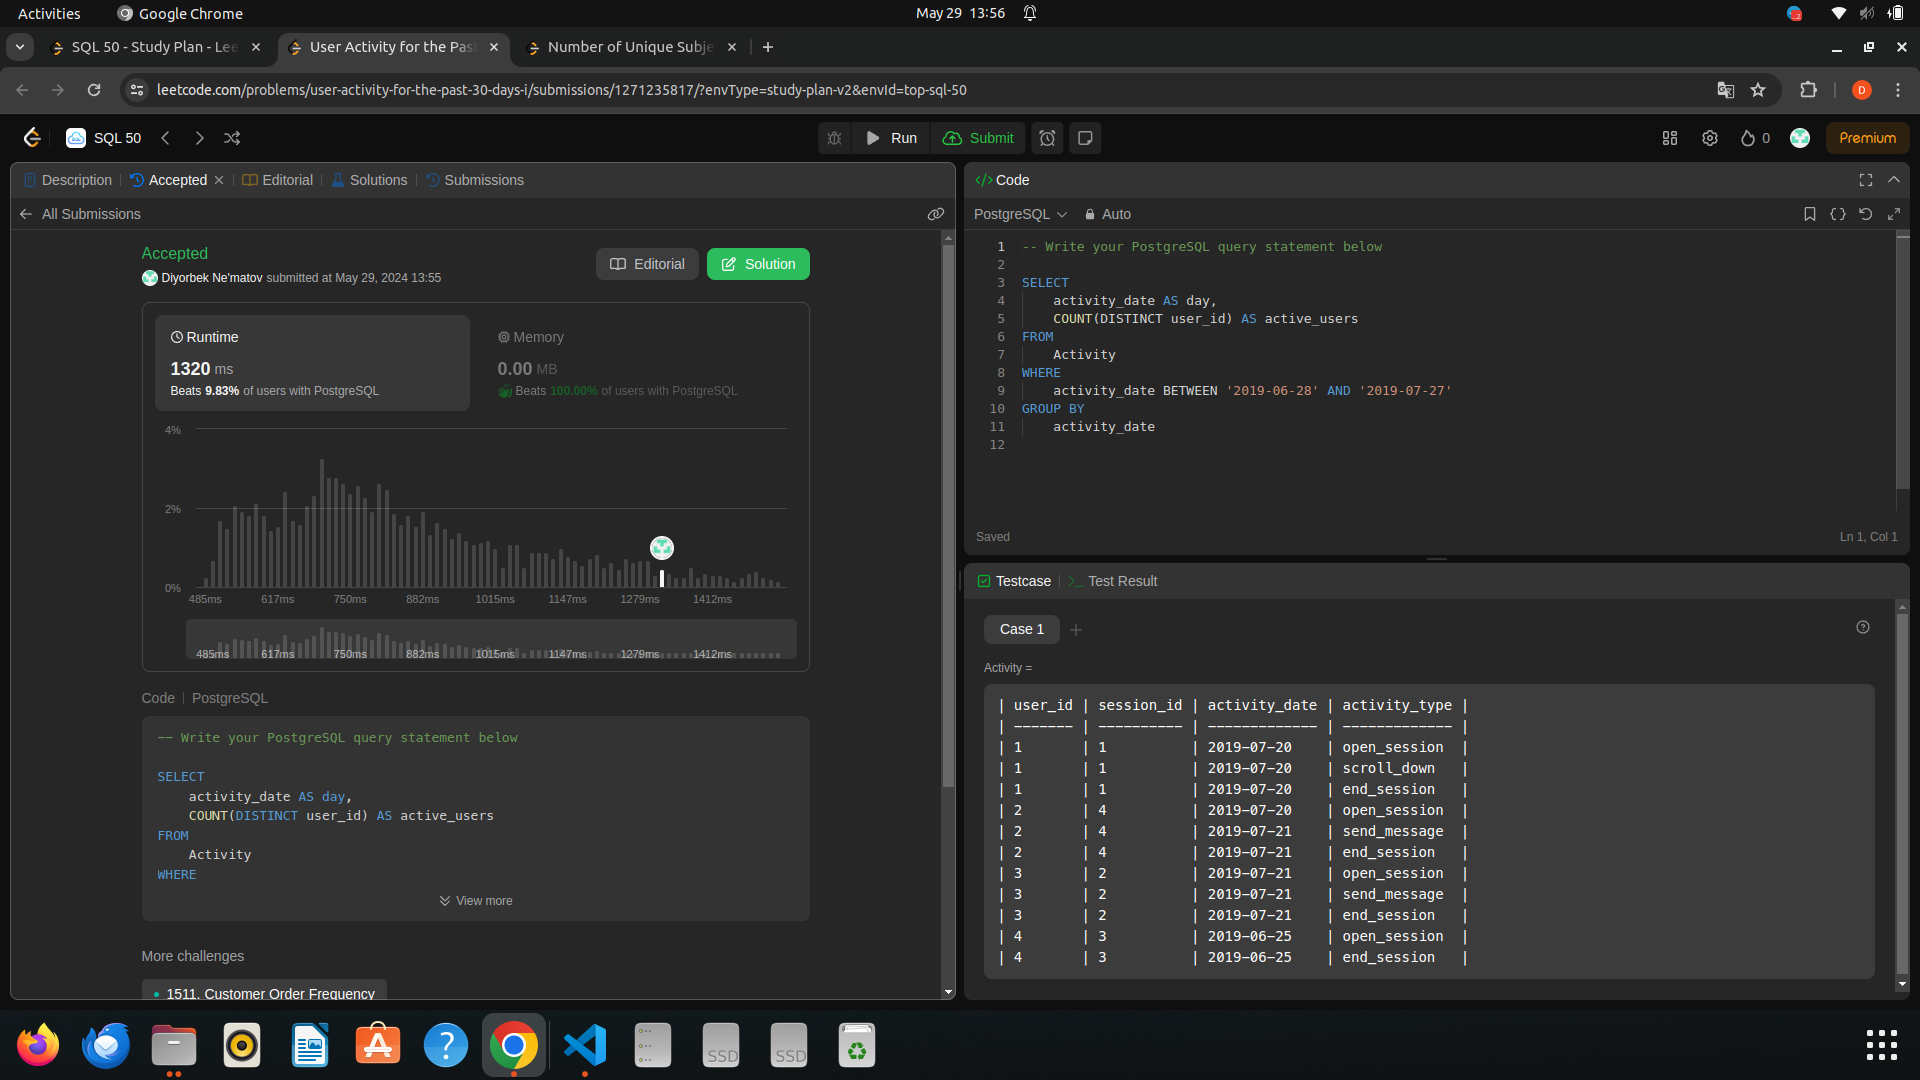 Activities
Google Chrome
May 29 13:56
SQL 50 - Study Plan - Lee
User Activity for the Pas
Number of Unique Subje
leetcode.com/problems/user-activity-for-the-past-30-days-i/submissions/1271235817/?envType=study-plan-v2&envId=top-sql-50
D
SQL 50
Run
Submit
0
Premium
Description
Accepted
Editorial
Solutions
Submissions
All Submissions
Accepted
Diyorbek Ne'matov submitted at May 29, 2024 13:55
Editorial
Solution
Runtime
1320 ms
Beats 9.83% of users with PostgreSQL
Memory
0.00 MB
Beats 100.00% of users with PostgreSQL
4%
2%
0%
485ms 617ms 750ms 882ms 1015ms 1147ms 1279ms 1412ms
485ms 617ms 750ms 882ms 1015ms 1147ms 1279ms 1412ms
Code | PostgreSQL
-- Write your PostgreSQL query statement below
SELECT
activity_date AS day,
COUNT(DISTINCT user_id) AS active_users
FROM
Activity
WHERE
View more
More challenges
1511. Customer Order Frequency
</> Code
PostgreSQL
Auto
1 -- Write your PostgreSQL query statement below
2
3 SELECT
4 activity_date AS day,
5 COUNT(DISTINCT user_id) AS active_users
6 FROM
7 Activity
8 WHERE
9 activity_date BETWEEN '2019-06-28' AND '2019-07-27'
10 GROUP BY
11 activity_date
12
Saved
Ln 1, Col 1
Testcase
Test Result
Case 1
Activity =
| user_id | session_id | activity_date | activity_type |
| ------- | ---------- | ------------- | ------------- |
| 1 | 1 | 2019-07-20 | open_session |
| 1 | 1 | 2019-07-20 | scroll_down |
| 1 | 1 | 2019-07-20 | end_session |
| 2 | 4 | 2019-07-20 | open_session |
| 2 | 4 | 2019-07-21 | send_message |
| 2 | 4 | 2019-07-21 | end_session |
| 3 | 2 | 2019-07-21 | open_session |
| 3 | 2 | 2019-07-21 | send_message |
| 3 | 2 | 2019-07-21 | end_session |
| 4 | 3 | 2019-06-25 | open_session |
| 4 | 3 | 2019-06-25 | end_session |
SSD
SSD